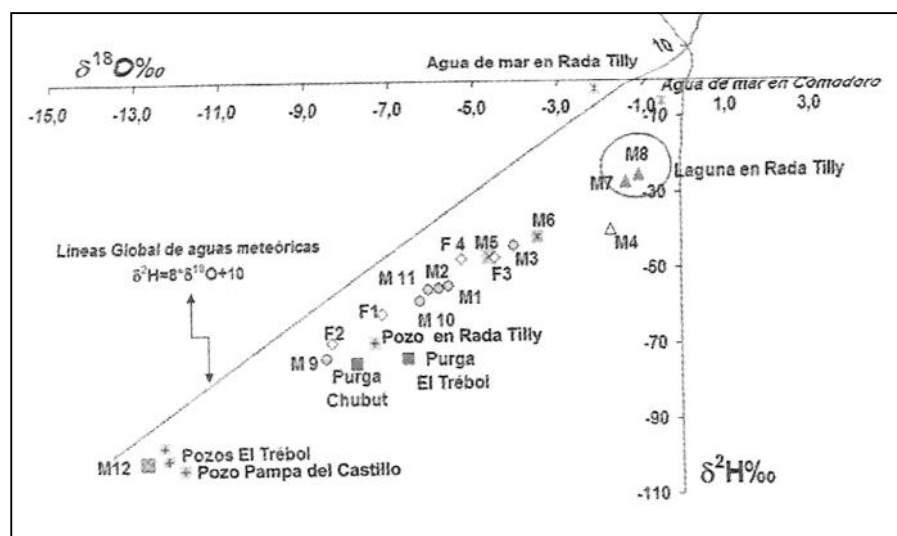 10
δ¹⁸O‰
Agua de mar en Rada Tilly
Agua de mar en Comodoro
-15,0 -13,0 -11,0 -9,0 -7,0 -5,0 -3,0 -1,0 1,0 3,0
-10
M8
Laguna en Rada Tilly
M7
-30
M6
M4
Líneas Global de aguas meteóricas
F 4 M5
M3
δ²H=8*δ¹⁸O+10
-50
M 11 M2 F3
M1
F1 M 10
Pozo en Rada Tilly
F2
-70
M 9 Purga Purga
Chubut El Trébol
-90
Pozos El Trébol
M12 Pozo Pampa del Castillo
δ²H‰
-110